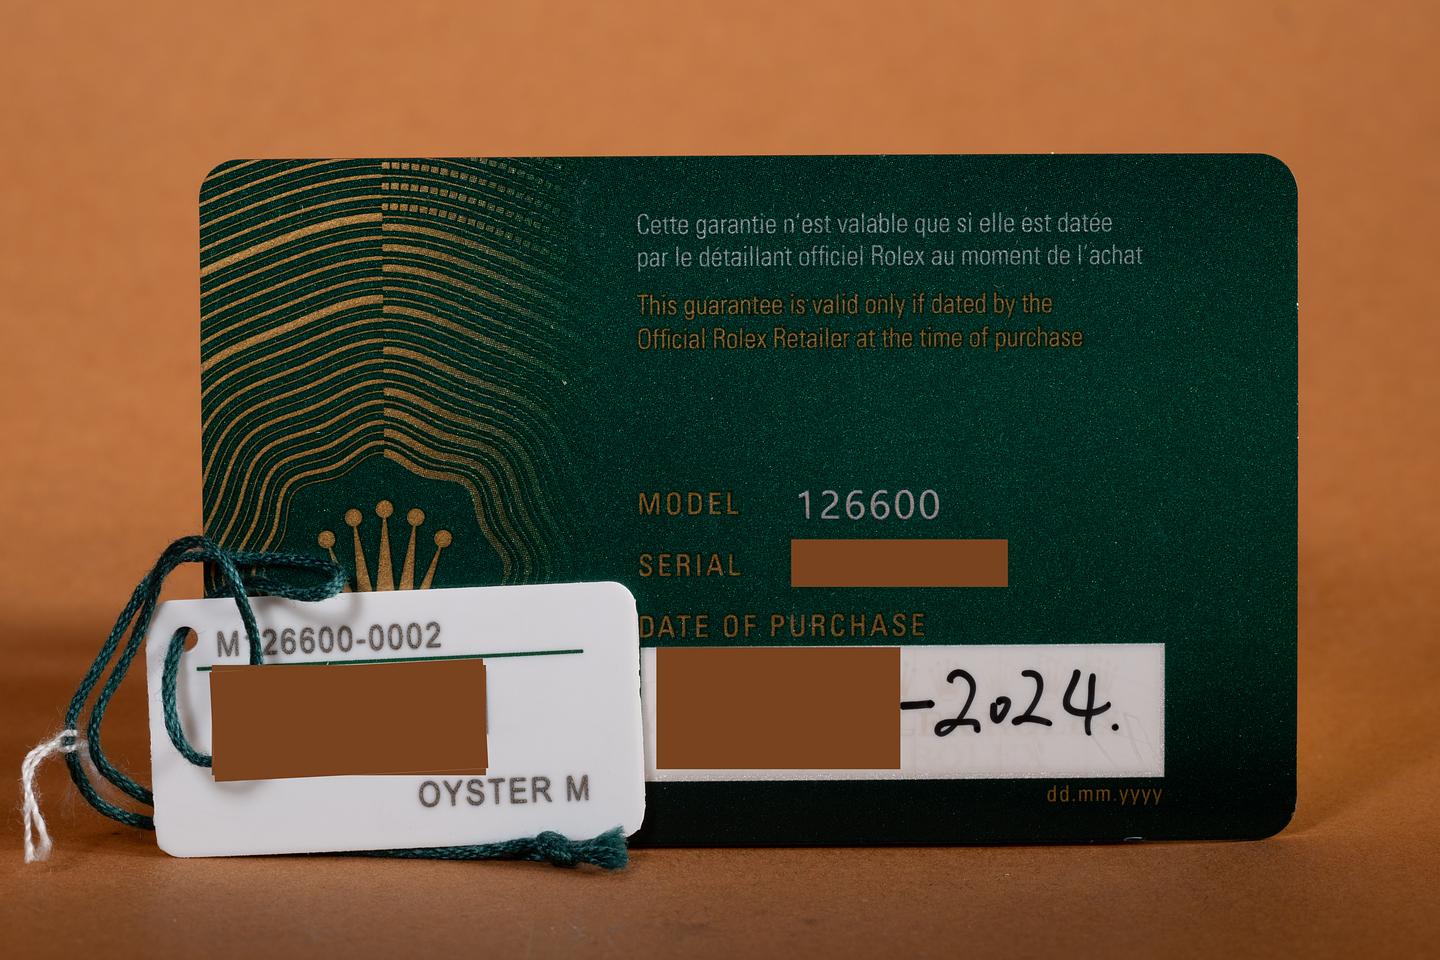 Cette garantie n'est valable que si elle est datée
par le détaillant officiel Rolex au moment de l'achat
This guarantee is valid only if dated by the
Official Rolex Retailer at the time of purchase
MODEL 126600
SERIAL
DATE OF PURCHASE
-2024.
dd.mm.yyyy
M126600-0002
OYSTER M